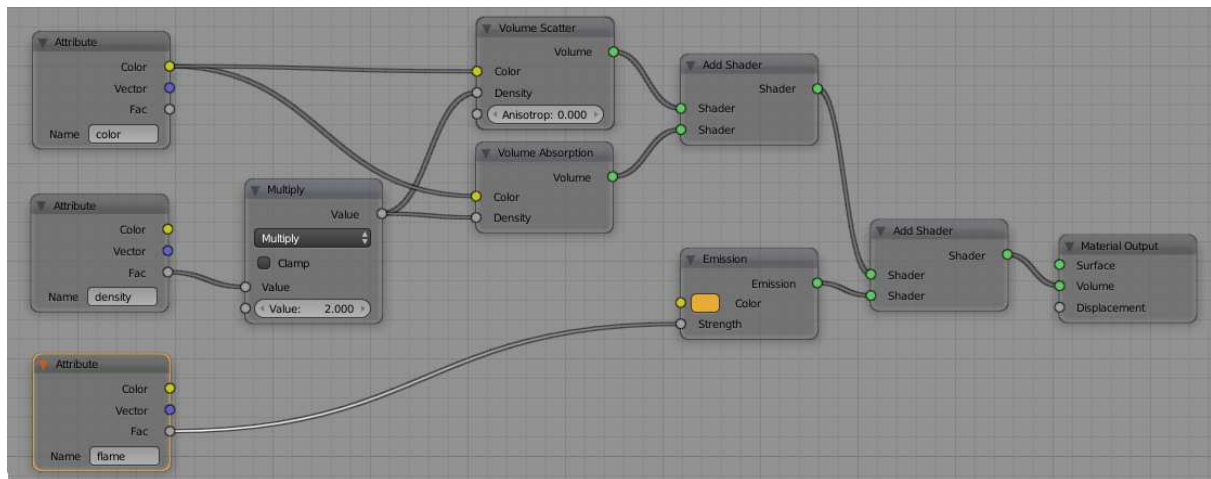 Attribute
Color
Vector
Fac
Name color
Attribute
Color
Vector
Fac
Name density
Attribute
Color
Vector
Fac
Name flame
Multiply
Value
Multiply
Clamp
Value
Value: 2.000
Volume Scatter
Volume
Color
Density
Anisotrop: 0.000
Volume Absorption
Volume
Color
Density
Add Shader
Shader
Shader
Shader
Emission
Emission
Color
Strength
Add Shader
Shader
Shader
Shader
Material Output
Surface
Volume
Displacement